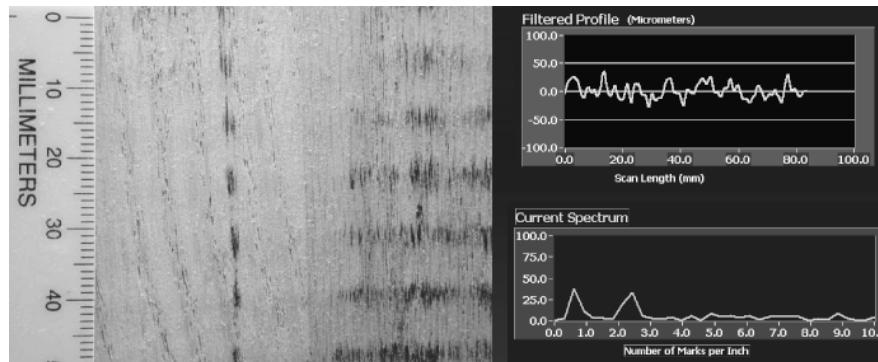 0
10
20
30
40
MILLIMETERS
Filtered Profile (Micrometers)
100.0
50.0
0.0
-50.0
-100.0
0.0 20.0 40.0 60.0 80.0 100.0
Scan Length (mm)
Current Spectrum
100.0
75.0
50.0
25.0
0.0
0.0 1.0 2.0 3.0 4.0 5.0 6.0 7.0 8.0 9.0 10.
Number of Marks per Inch